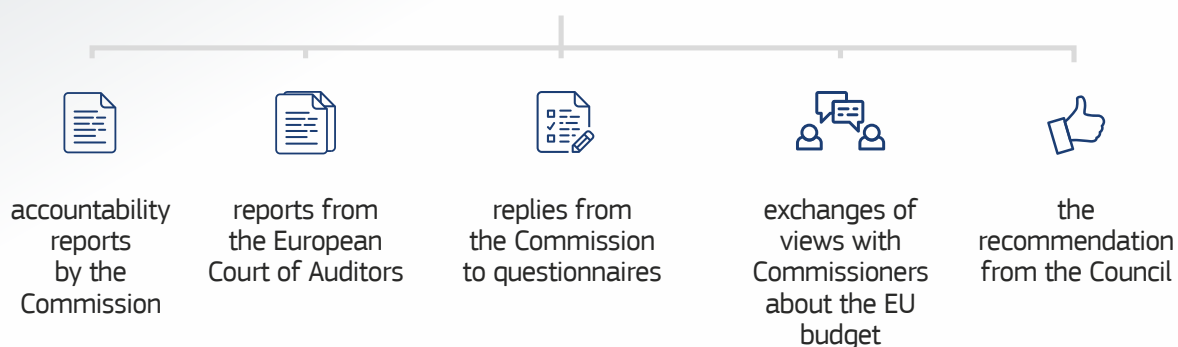 accountability
reports
by the
Commission
reports from
the European
Court of Auditors
replies from
the Commission
to questionnaires
exchanges of
views with
Commissioners
about the EU
budget
the
recommendation
from the Council